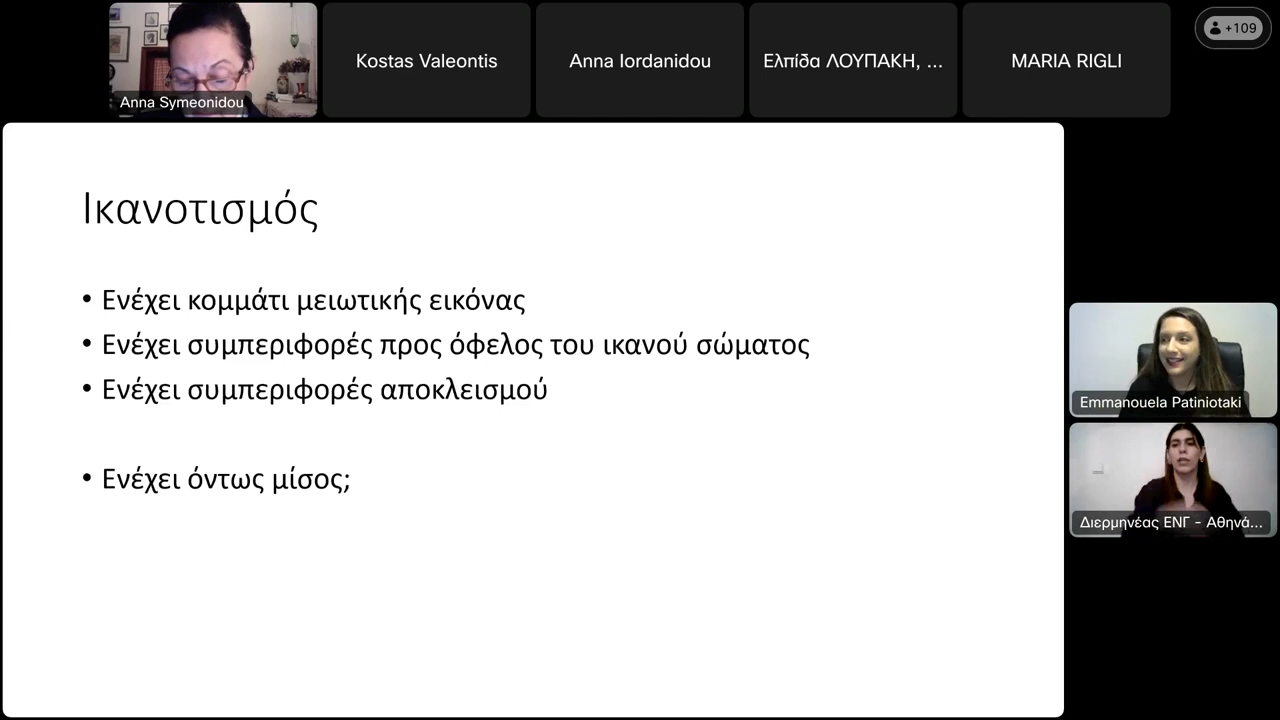 Anna Symeonidou
Kostas Valeontis
Anna Iordanidou
Ελπίδα ΛΟΥΠΑΚΗ, ...
MARIA RIGLI
+109
Ικανοτισμός
• Ενέχει κομμάτι μειωτικής εικόνας
• Ενέχει συμπεριφορές προς όφελος του ικανού σώματος
• Ενέχει συμπεριφορές αποκλεισμού
• Ενέχει όντως μίσος;
Emmanouela Patiniotaki
Διερμηνέας ΕΝΓ - Αθηνά...